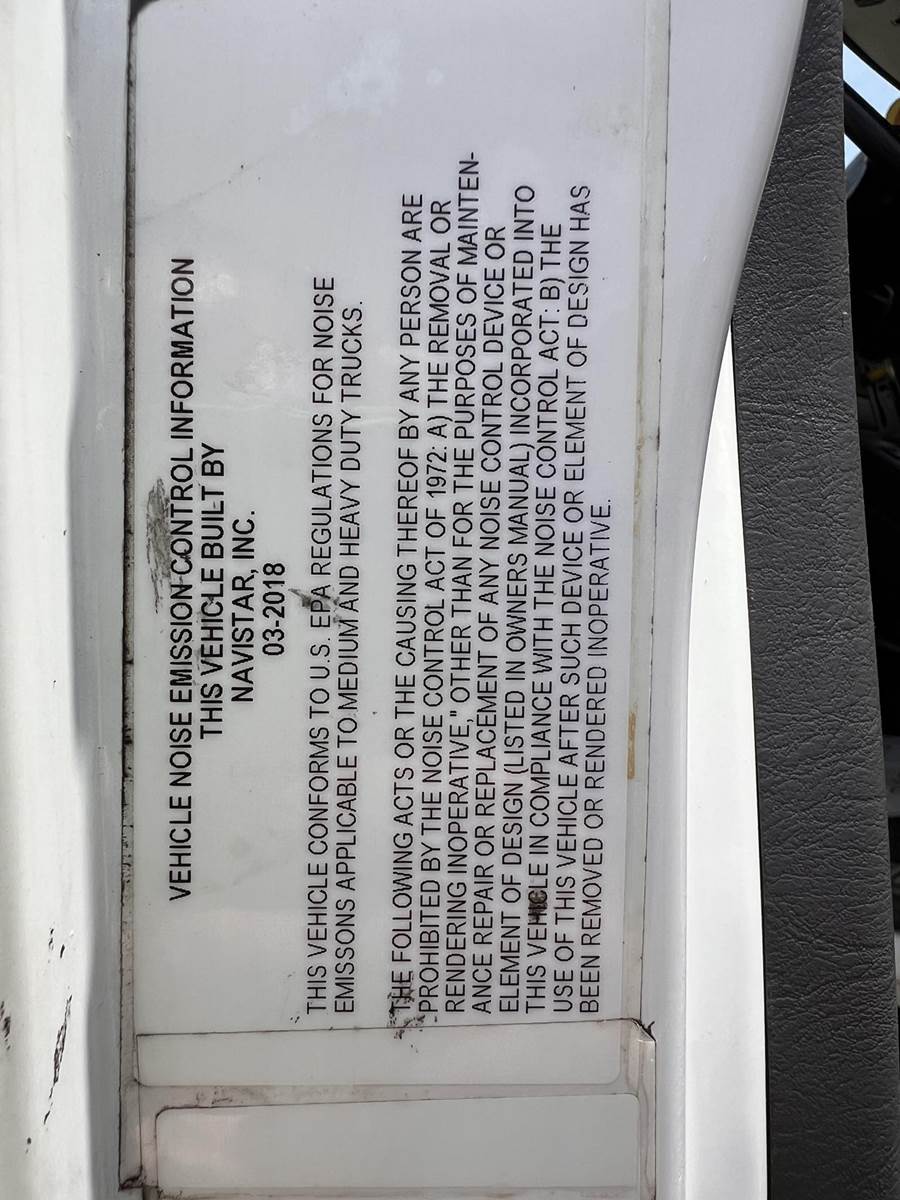 VEHICLE NOISE EMISSION CONTROL INFORMATION
THIS VEHICLE BUILT BY
NAVISTAR, INC.
03-2018
THIS VEHICLE CONFORMS TO U.S. EPA REGULATIONS FOR NOISE
EMISSONS APPLICABLE TO MEDIUM AND HEAVY DUTY TRUCKS.
THE FOLLOWING ACTS OR THE CAUSING THEREOF BY ANY PERSON ARE
PROHIBITED BY THE NOISE CONTROL ACT OF 1972: A) THE REMOVAL OR
RENDERING INOPERATIVE," OTHER THAN FOR THE PURPOSES OF MAINTEN-
ANCE REPAIR OR REPLACEMENT OF ANY NOISE CONTROL DEVICE OR
ELEMENT OF DESIGN (LISTED IN OWNERS MANUAL) INCORPORATED INTO
THIS VEHICLE IN COMPLIANCE WITH THE NOISE CONTROL ACT: B) THE
USE OF THIS VEHICLE AFTER SUCH DEVICE OR ELEMENT OF DESIGN HAS
BEEN REMOVED OR RENDERED INOPERATIVE.